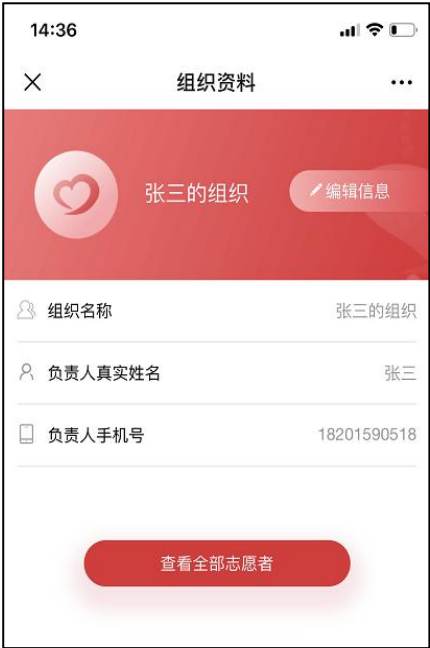 14:36
组织资料
张三的组织
编辑信息
组织名称 张三的组织
负责人真实姓名 张三
负责人手机号 18201590518
查看全部志愿者